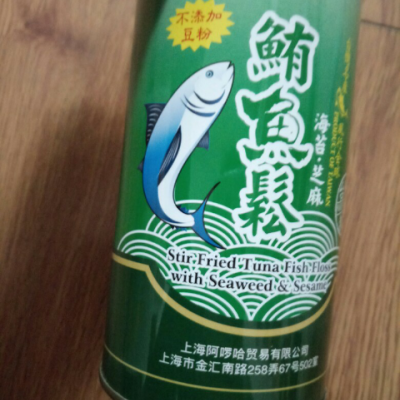 不添加
豆粉
鮪魚鬆
海苔·芝麻
Stir Fried Tuna Fish Floss
with Seaweed & Sesame
上海阿啰哈贸易有限公司
上海市金汇南路258弄67号502室